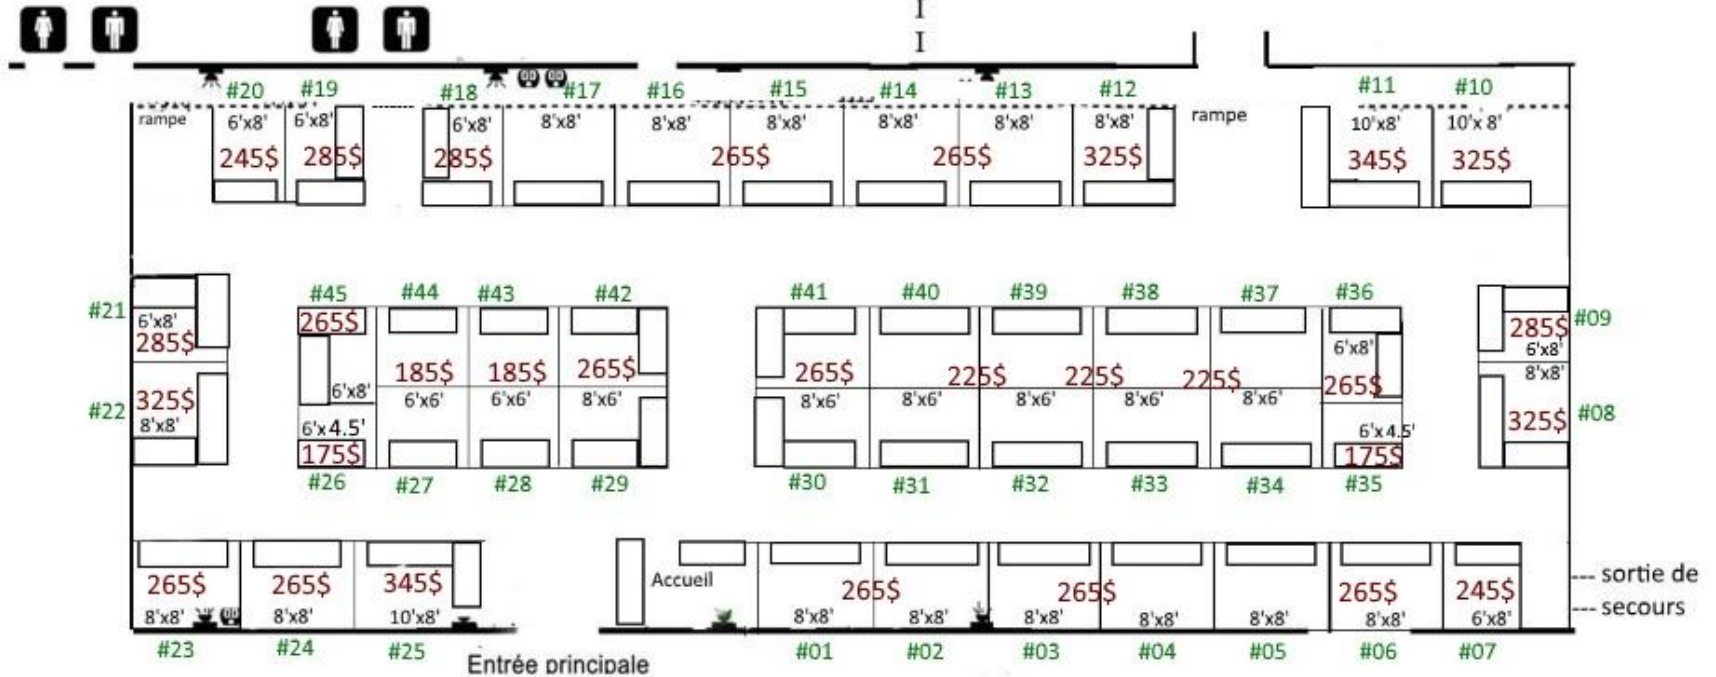 I
I
#20 #19 #18 #17 #16 #15 #14 #13 #12 #11 #10
rampe 6'x8' 6'x8' 6'x8' 8'x8' 8'x8' 8'x8' 8'x8' 8'x8' 8'x8' rampe 10'x8' 10'x 8'
245$ 285$ 285$ 265$ 265$ 325$ 345$ 325$
#45 #44 #43 #42 #41 #40 #39 #38 #37 #36
#21 6'x8' 265$ 285$ #09
285$ 6'x8' 6'x8'
185$ 185$ 265$ 265$ 225$ 225$ 225$ 265$ 8'x8'
325$ 6'x8' 6'x6' 6'x6' 8'x6' 8'x6' 8'x6' 8'x6' 8'x6' 8'x6'
#22 8'x8' 6'x 4.5' 6'x 4.5' 325$ #08
175$ 175$
#26 #27 #28 #29 #30 #31 #32 #33 #34 #35
265$ 265$ 345$ Accueil 265$ 265$ 265$ 245$ --- sortie de
8'x8' 8'x8' 10'x8' 8'x8' 8'x8' 8'x8' 8'x8' 8'x8' 8'x8' 6'x8' --- secours
#23 #24 #25 #01 #02 #03 #04 #05 #06 #07
Entrée principale